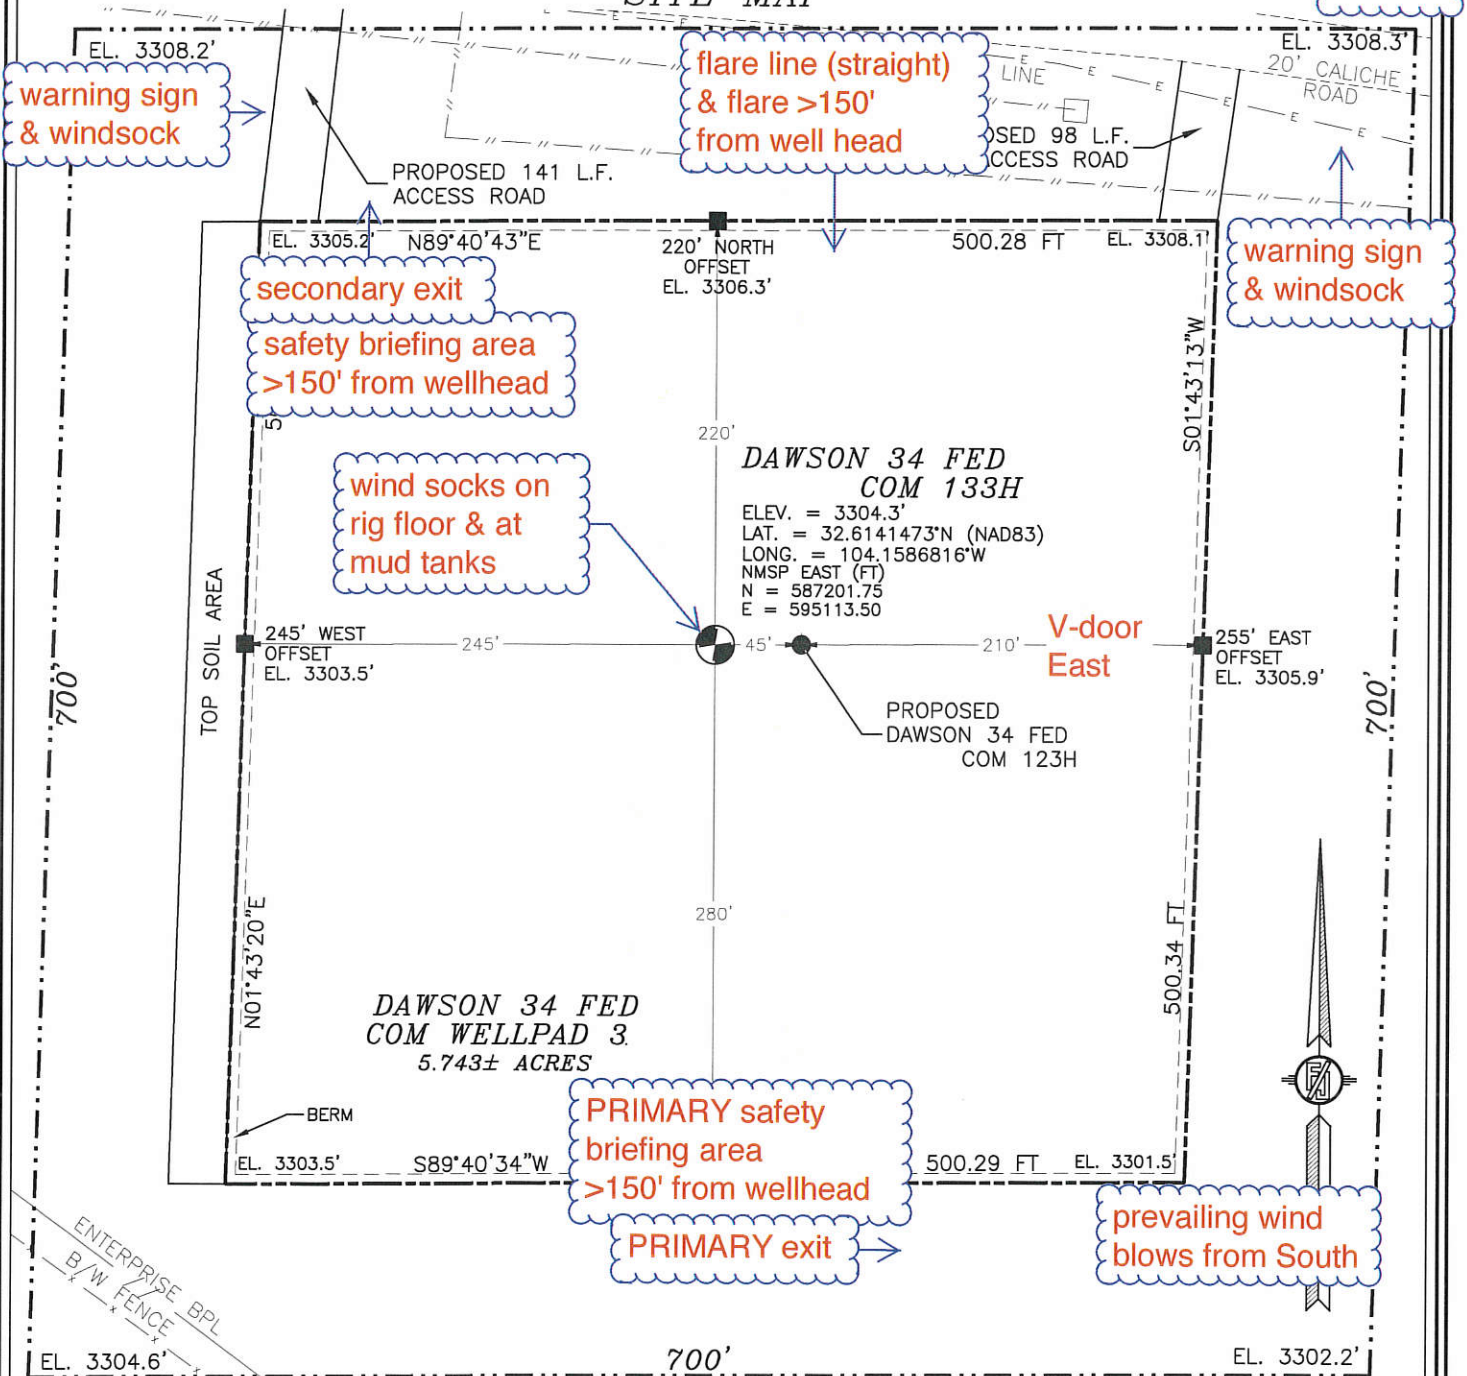 EL. 3308.2'
EL. 3308.3'
20' CALICHE
ROAD
warning sign
& windsock
flare line (straight)
& flare >150'
from well head
LINE
E
E
E
E
E
E
E
OSED 98 L.F.
ACCESS ROAD
PROPOSED 141 L.F.
ACCESS ROAD
EL. 3305.2'
N89°40'43"E
220' NORTH
OFFSET
EL. 3306.3'
500.28 FT
EL. 3308.1'
warning sign
& windsock
secondary exit
safety briefing area
>150' from wellhead
S01°43'13"W
220'
DAWSON 34 FED
COM 133H
ELEV. = 3304.3'
LAT. = 32.6141473°N (NAD83)
LONG. = 104.1586816°W
NMSP EAST (FT)
N = 587201.75
E = 595113.50
wind socks on
rig floor & at
mud tanks
TOP SOIL AREA
700'
245' WEST
OFFSET
EL. 3303.5'
245'
45'
210'
V-door
East
255' EAST
OFFSET
EL. 3305.9'
700'
PROPOSED
DAWSON 34 FED
COM 123H
280'
N01°43'20"E
500.34 FT
DAWSON 34 FED
COM WELLPAD 3
5.743± ACRES
BERM
PRIMARY safety
briefing area
>150' from wellhead
EL. 3303.5'
S89°40'34"W
500.29 FT
EL. 3301.5'
PRIMARY exit
prevailing wind
blows from South
ENTERPRISE BPL
B/W FENCE
EL. 3304.6'
700'
EL. 3302.2'